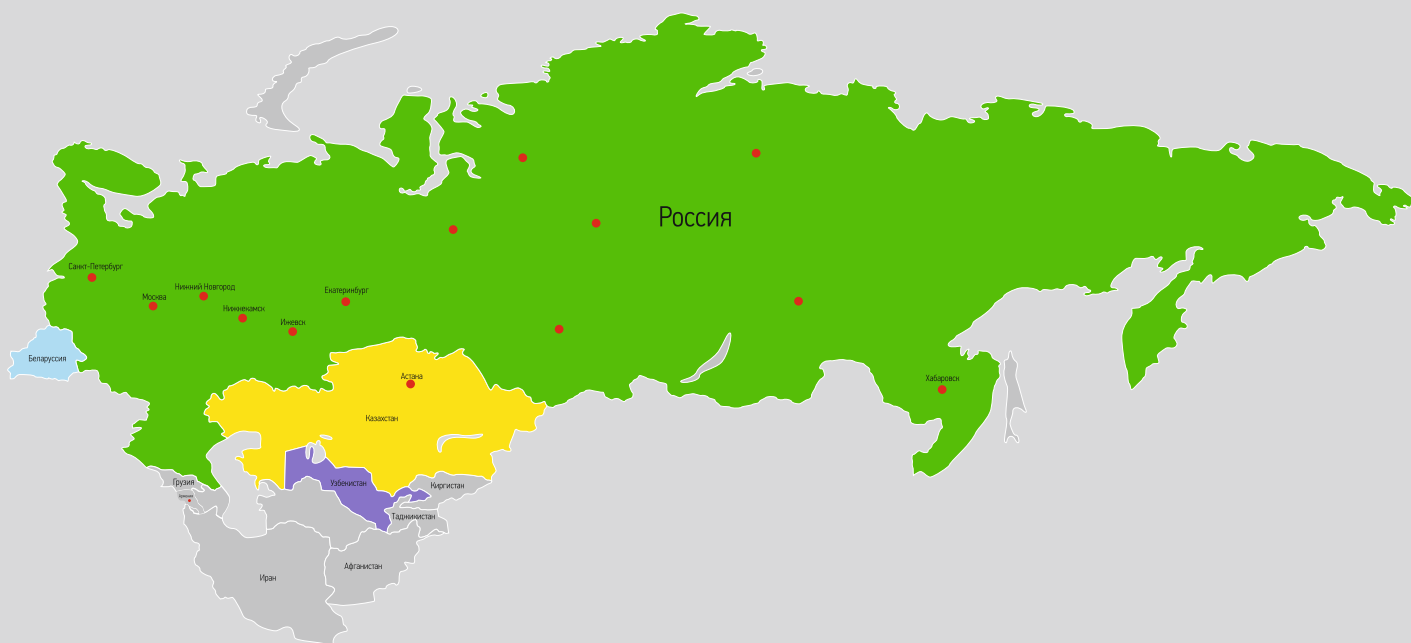 Россия
Санкт-Петербург
Нижний Новгород
Екатеринбург
Москва
Нижнекамск
Ижевск
Беларуссия
Астана
Хабаровск
Казахстан
Грузия
Узбекистан
Киргистан
Армения
Таджикистан
Афганистан
Иран